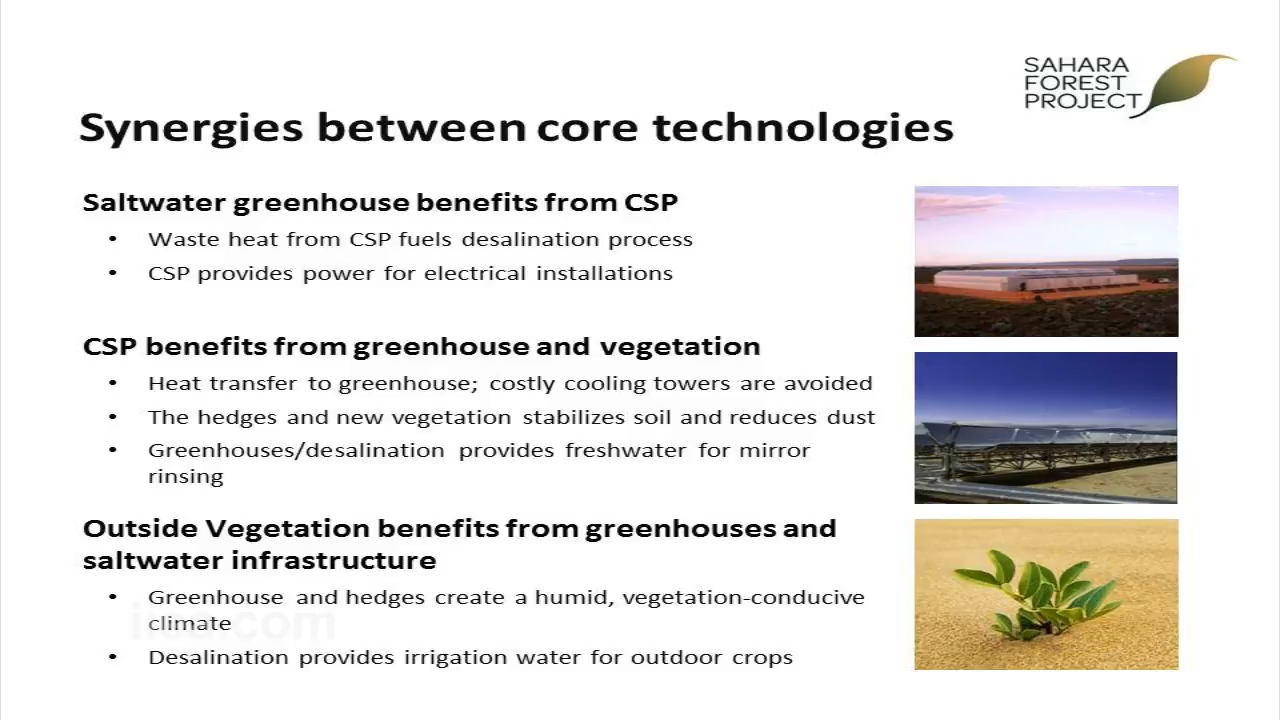 SAHARA
FOREST
PROJECT
Synergies between core technologies
Saltwater greenhouse benefits from CSP
• Waste heat from CSP fuels desalination process
• CSP provides power for electrical installations
CSP benefits from greenhouse and vegetation
• Heat transfer to greenhouse; costly cooling towers are avoided
• The hedges and new vegetation stabilizes soil and reduces dust
• Greenhouses/desalination provides freshwater for mirror
rinsing
Outside Vegetation benefits from greenhouses and
saltwater infrastructure
• Greenhouse and hedges create a humid, vegetation-conducive
climate
• Desalination provides irrigation water for outdoor crops